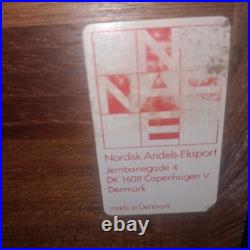 N N
N A E
Nordisk Andels-Eksport
Jernbanegade 4
DK 1608 Copenhagen V
Denmark
made in Denmark